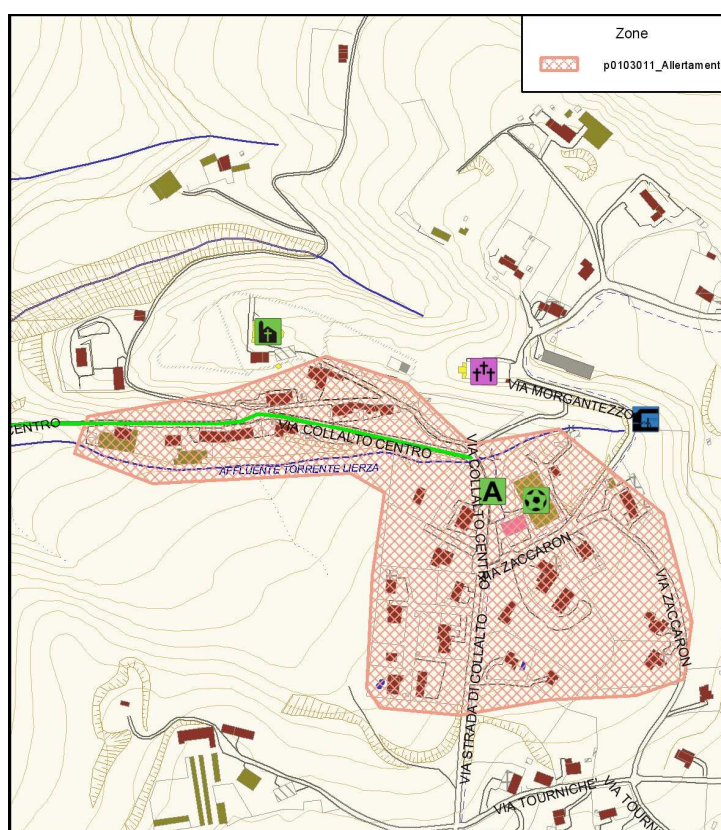 Zone
p0103011_Allertament
VIA MORGANTEZZO
CENTRO
VIA COLLALTO CENTRO
AFFLUENTE TORRENTE LIERZA
VIA COLLALTO CENTRO
A
VIA ZACCARON
VIA ZACCARON
VIA STRADA DI COLLALTO
VIA TOURNICHE'
VIA TOURN